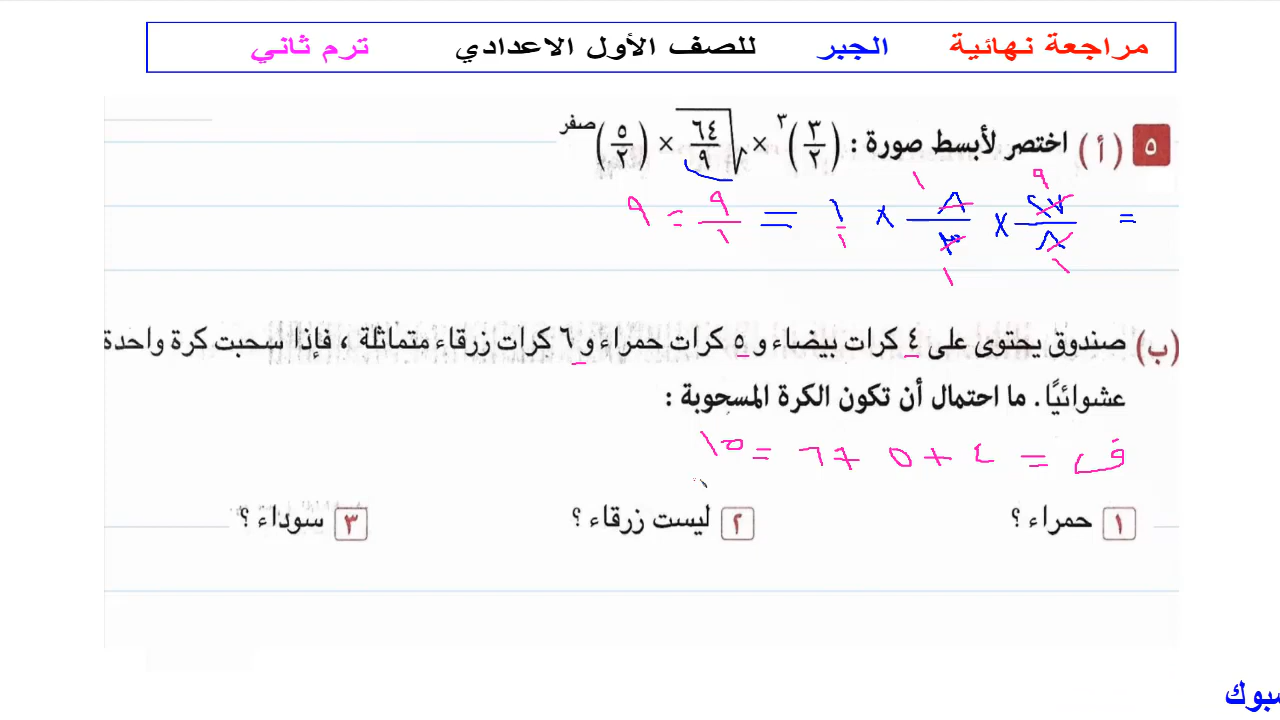 مراجعة نهائية الجبر للصف الأول الاعدادي ترم ثاني
٥ (أ) اختصر لأبسط صورة : (٣/٢)^٣ × √(٦٤/٩) × (٥/٢)^صفر
= ٢٧/٨ × ٨/٣ × ١/١ = ٩/١ = ٩
(ب) صندوق يحتوى على ٤ كرات بيضاء و ٥ كرات حمراء و ٦ كرات زرقاء متماثلة ، فإذا سحبت كرة واحدة
عشوائيًا . ما احتمال أن تكون الكرة المسحوبة :
ف = ٤ + ٥ + ٦ = ١٥
١ حمراء ؟ ٢ ليست زرقاء ؟ ٣ سوداء ؟